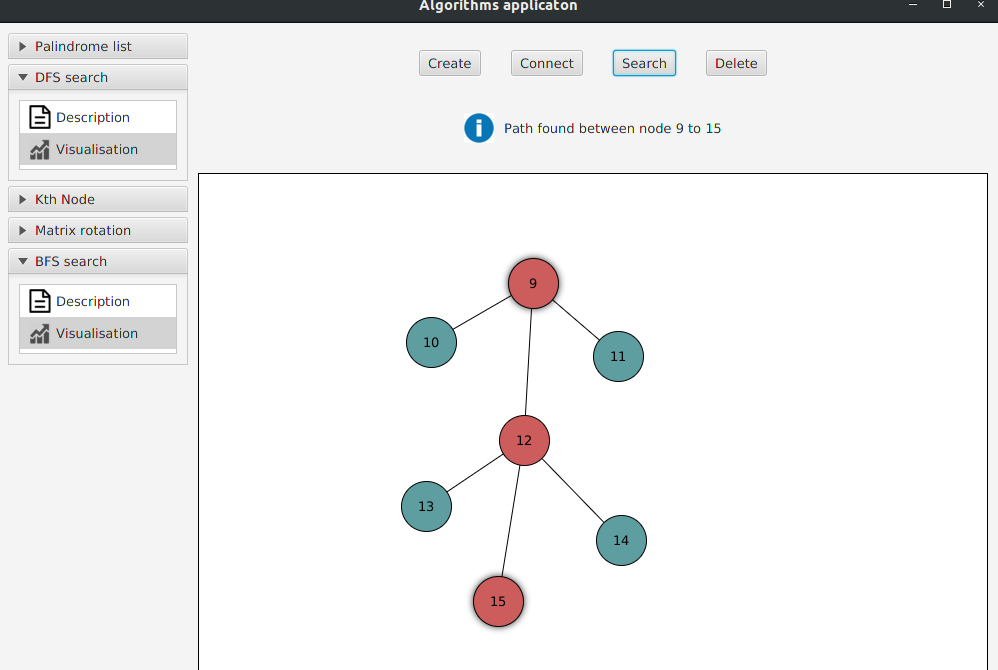 Algorithms applicaton
Palindrome list
DFS search
Description
Visualisation
Kth Node
Matrix rotation
BFS search
Description
Visualisation
Create Connect Search Delete
Path found between node 9 to 15
9
10
11
12
13
14
15